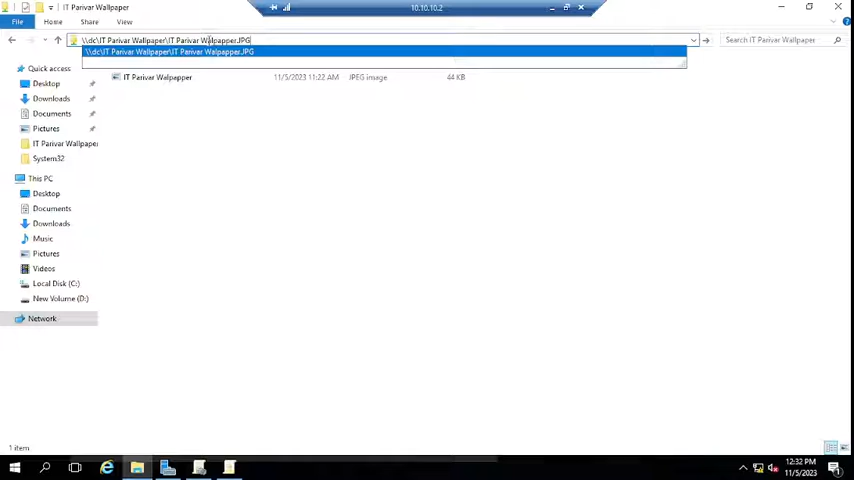 IT Parivar Wallpaper
10.10.10.2
File
Home
Share
View
\\dc\IT Parivar Wallpaper\IT Parivar Walpapper.JPG
Search IT Parivar Wallpaper
\\dc\IT Parivar Wallpaper\IT Parivar Walpapper.JPG
Quick access
IT Parivar Walpapper
11/5/2023 11:22 AM
JPEG image
44 KB
Desktop
Downloads
Documents
Pictures
IT Parivar Wallpaper
System32
This PC
Desktop
Documents
Downloads
Music
Pictures
Videos
Local Disk (C:)
New Volume (D:)
Network
1 item
12:32 PM
11/5/2023